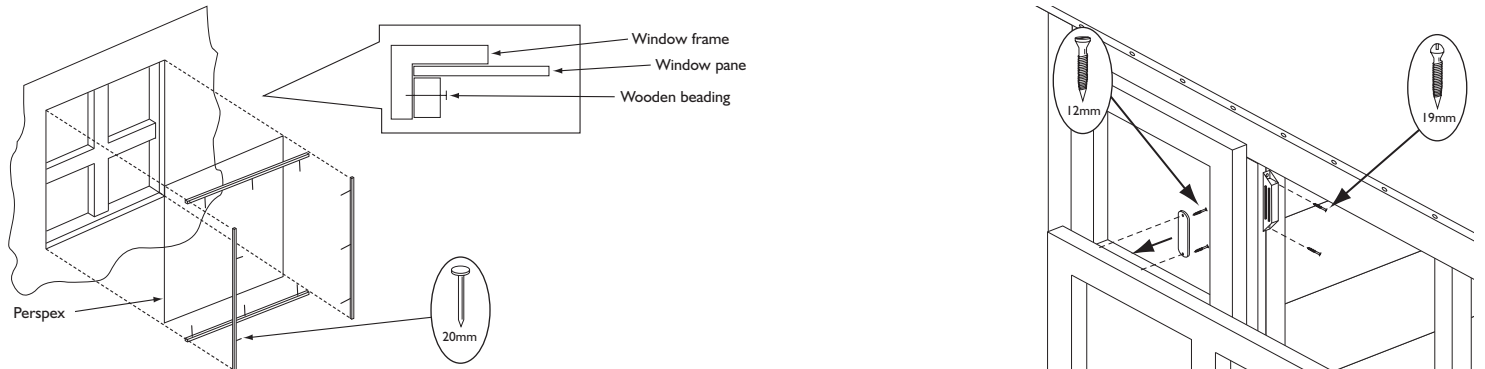 Window frame
Window pane
Wooden beading
Perspex
20mm
12mm
19mm